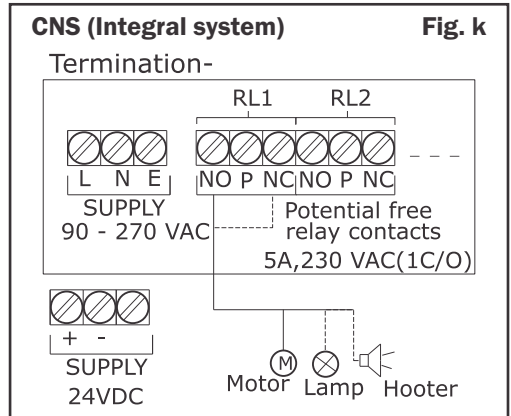 CNS (Integral system) Fig. k
Termination-
RL1 RL2
L N E NO P NC NO P NC
SUPPLY
90 - 270 VAC
Potential free
relay contacts
5A,230 VAC(1C/O)
+ -
SUPPLY
24VDC
M
Motor Lamp Hooter